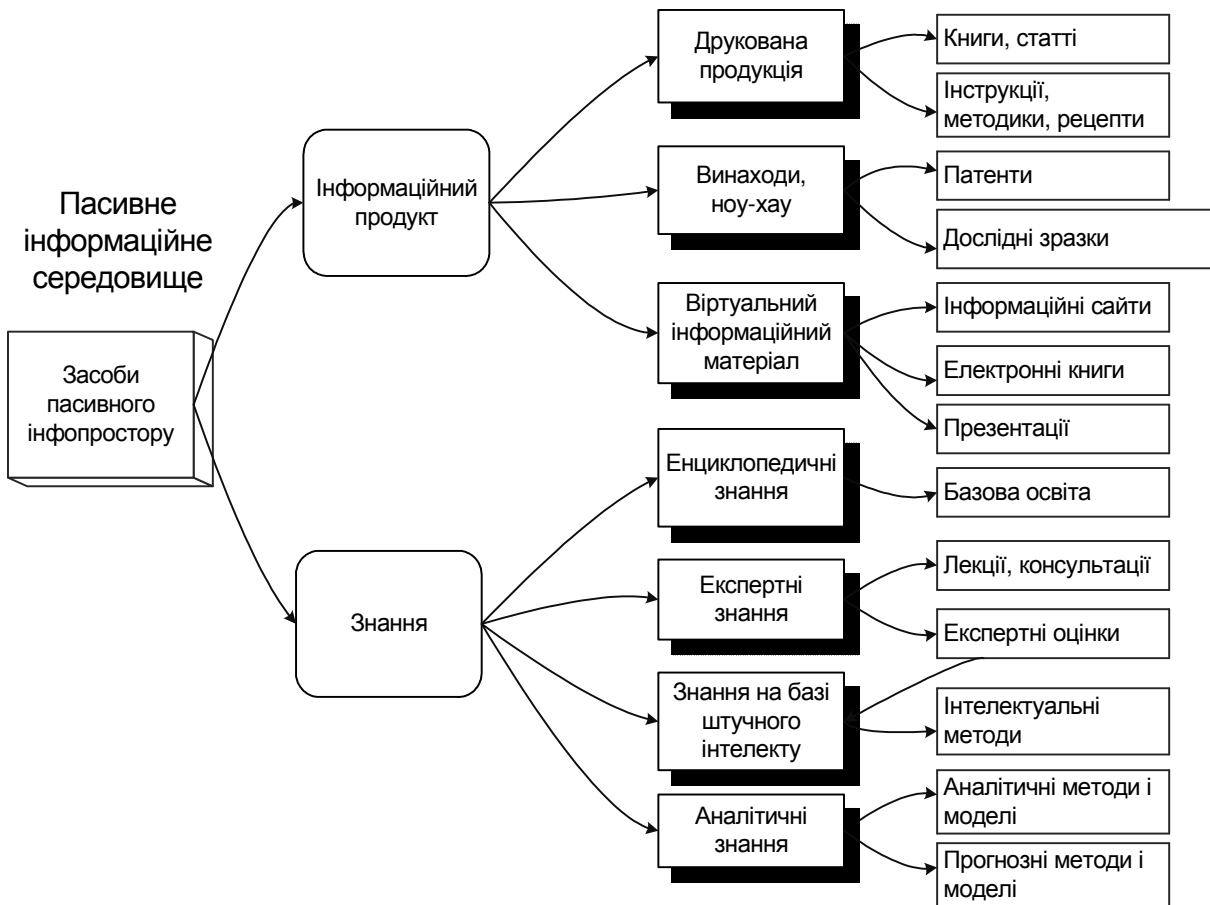 Пасивне
інформаційне
середовище
Засоби
пасивного
інфопростору
Інформаційний
продукт
Знання
Друкована
продукція
Винаходи,
ноу-хау
Віртуальний
інформаційний
матеріал
Енциклопедичні
знання
Експертні
знання
Знання на базі
штучного
інтелекту
Аналітичні
знання
Книги, статті
Інструкції,
методики, рецепти
Патенти
Дослідні зразки
Інформаційні сайти
Електронні книги
Презентації
Базова освіта
Лекції, консультації
Експертні оцінки
Інтелектуальні
методи
Аналітичні методи і
моделі
Прогнозні методи і
моделі